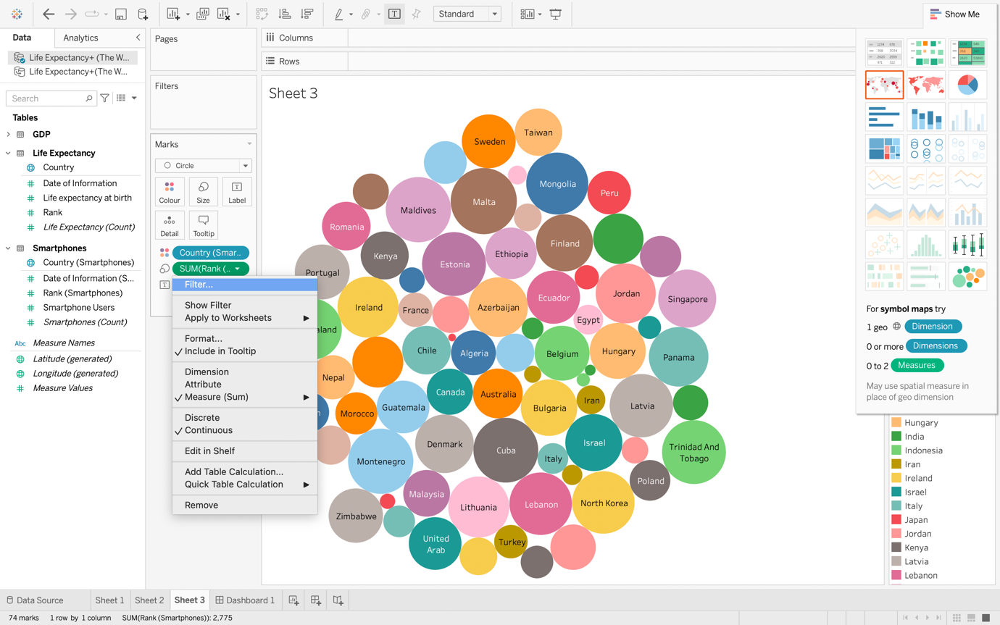 Standard
Show Me
Data
Analytics
Pages
Columns
Rows
Life Expectancy+ (The W...
Life Expectancy+(The W...
Search
Tables
GDP
Life Expectancy
Country
Date of Information
Life expectancy at birth
Rank
Life Expectancy (Count)
Smartphones
Country (Smartphones)
Date of Information (S...
Rank (Smartphones)
Smartphone Users
Smartphones (Count)
Abc
Measure Names
Latitude (generated)
Longitude (generated)
Measure Values
Filters
Marks
Circle
Colour
Size
Label
Detail
Tooltip
Country (Smar..
SUM(Rank (..
Filter...
Show Filter
Apply to Worksheets
Format...
Include in Tooltip
Dimension
Attribute
Measure (Sum)
Discrete
Continuous
Edit in Shelf
Add Table Calculation...
Quick Table Calculation
Remove
Sheet 3
Sweden
Taiwan
Mongolia
Malta
Peru
Maldives
Romania
Finland
Kenya
Ethiopia
Estonia
Portugal
Jordan
Ecuador
Singapore
Ireland
Azerbaijan
France
Egypt
aland
Chile
Algeria
Belgium
Hungary
Panama
Nepal
Canada
Australia
Iran
Guatemala
Bulgaria
Latvia
n
Morocco
Denmark
Cuba
Israel
Trinidad And
Tobago
Italy
Montenegro
Poland
Malaysia
Lithuania
Lebanon
North Korea
Zimbabwe
United
Arab
Turkey
For symbol maps try
1 geo
Dimension
0 or more
Dimensions
0 to 2
Measures
May use spatial measure in
place of geo dimension
Hungary
India
Indonesia
Iran
Ireland
Israel
Italy
Japan
Jordan
Kenya
Latvia
Lebanon
Data Source
Sheet 1
Sheet 2
Sheet 3
Dashboard 1
74 marks
1 row by 1 column
SUM(Rank (Smartphones)): 2,775